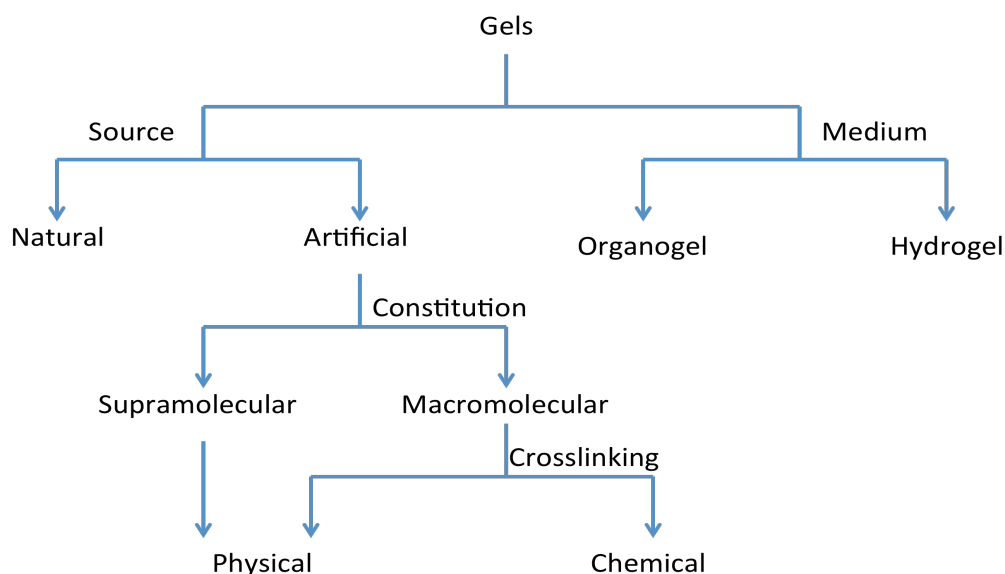 Gels
Source
Medium
Natural
Artificial
Organogel
Hydrogel
Constitution
Supramolecular
Macromolecular
Crosslinking
Physical
Chemical